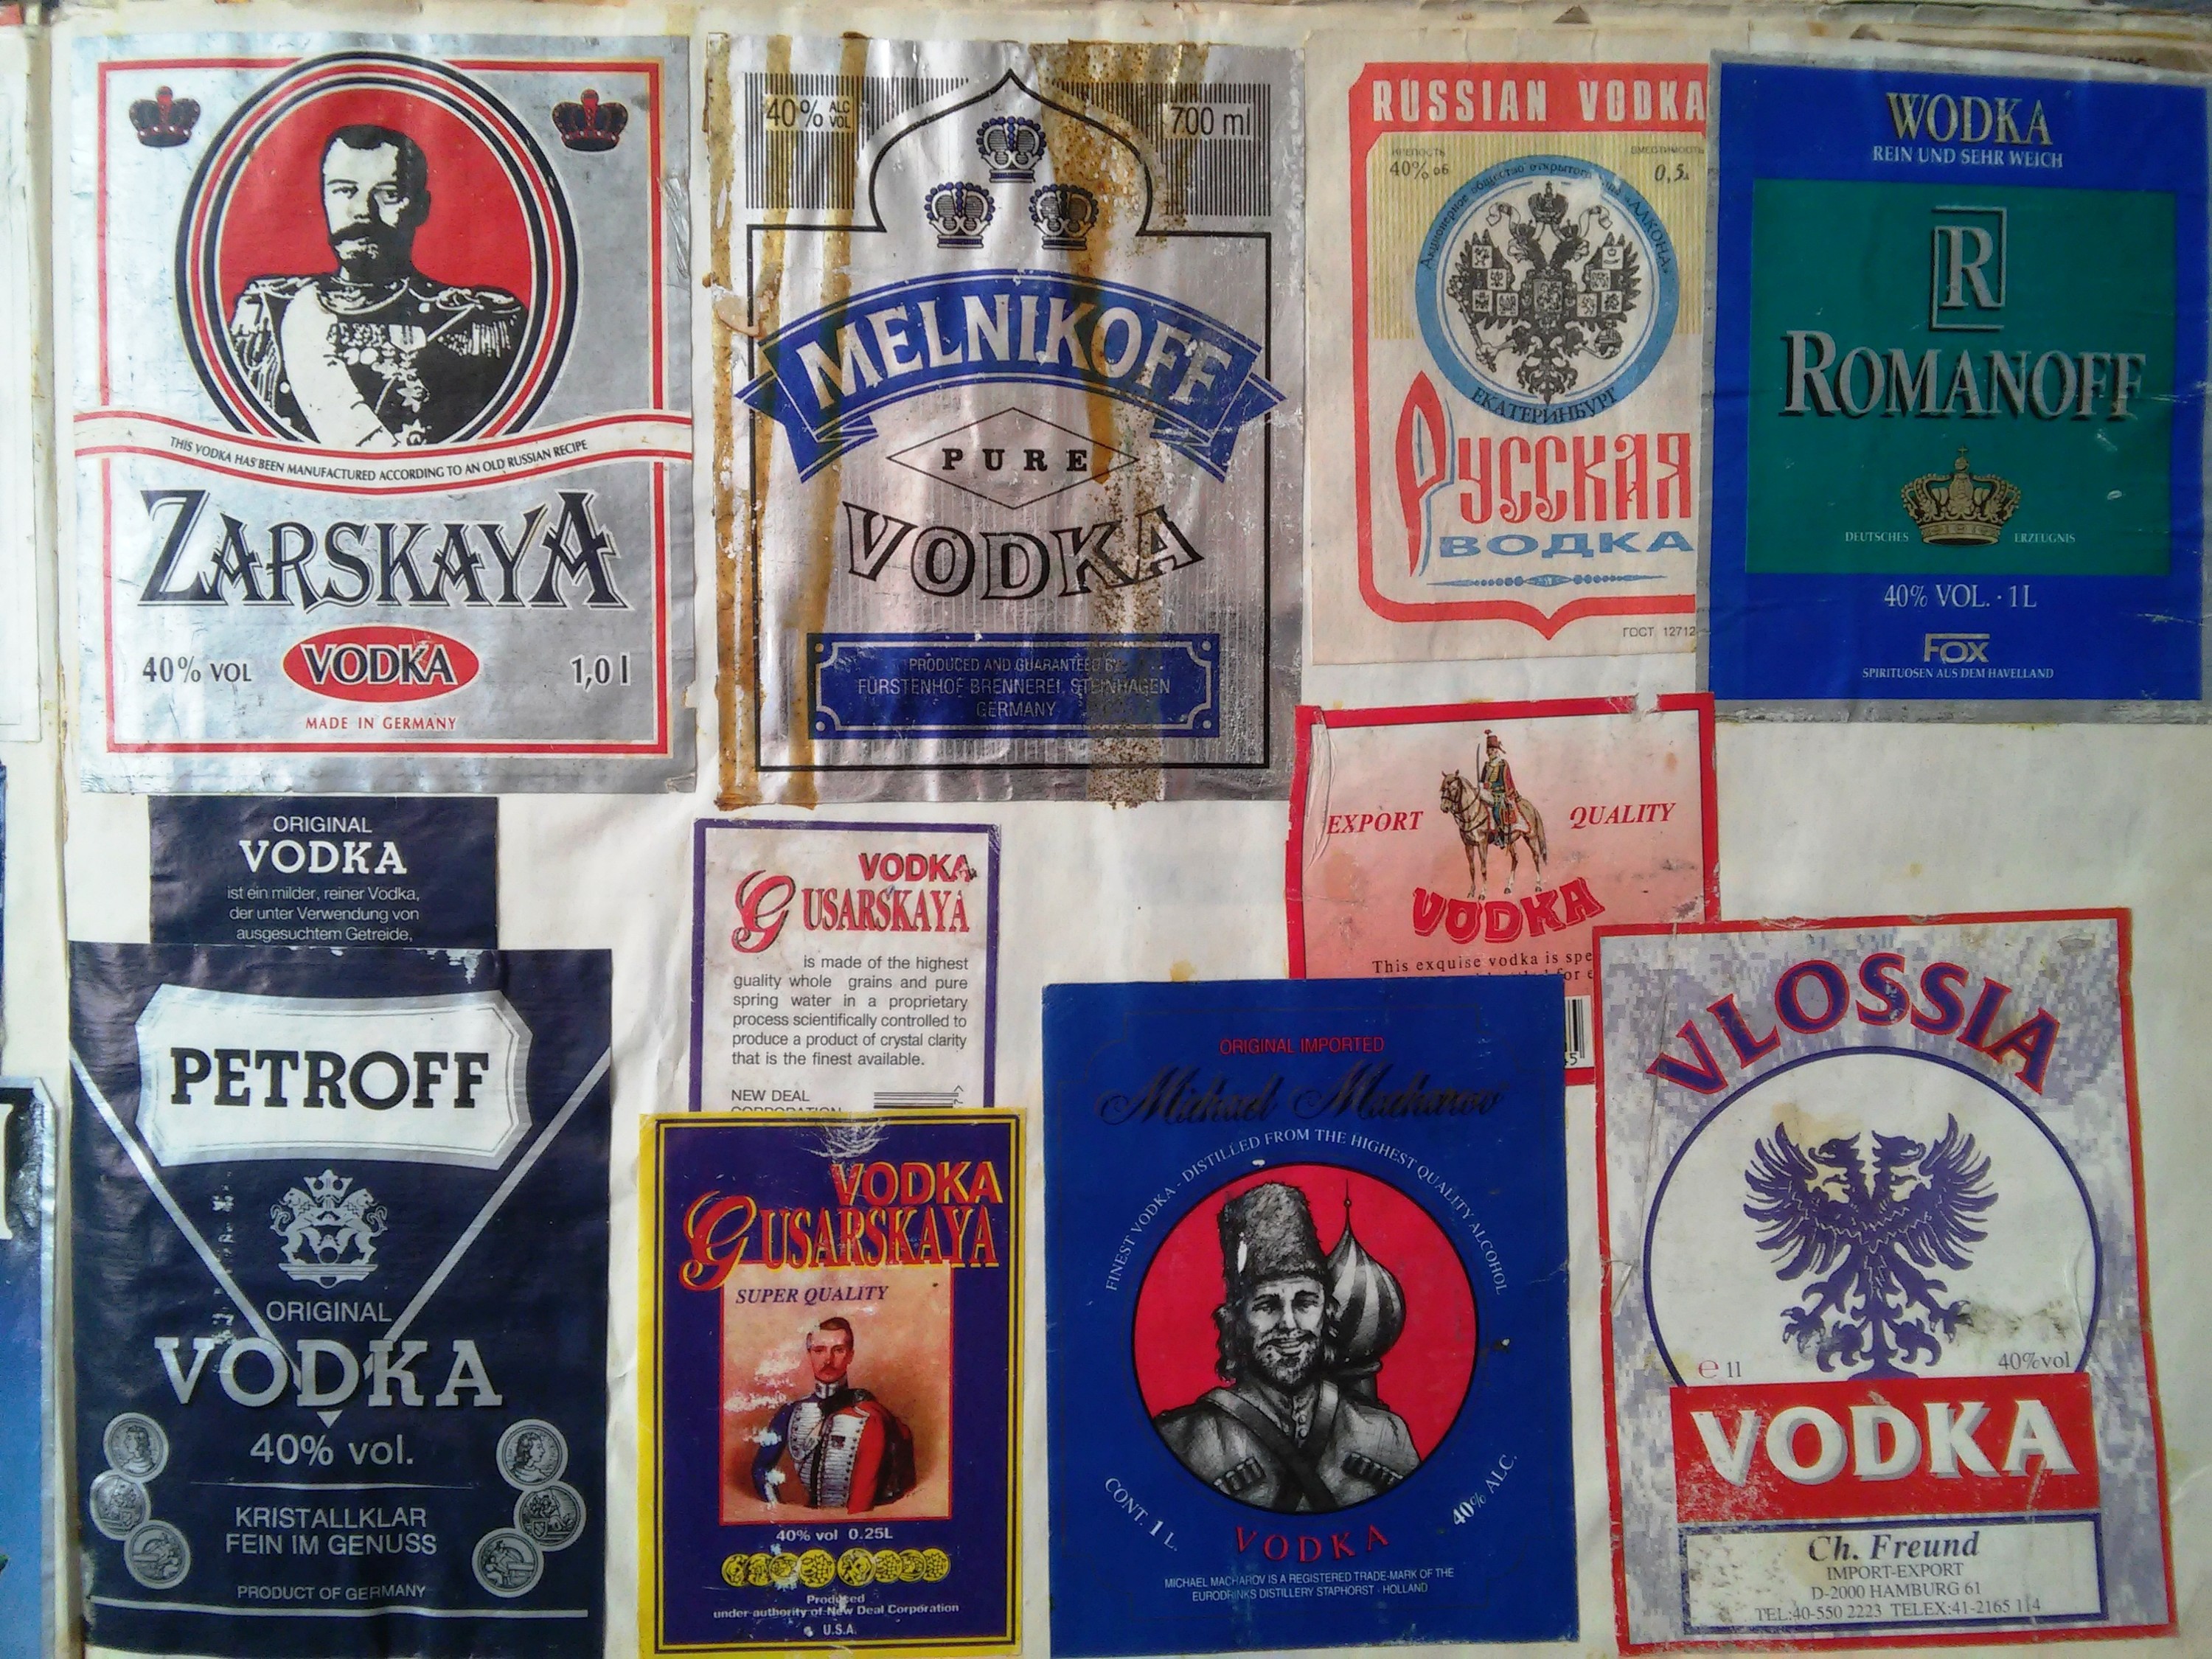 40% VOL
THIS VODKA HAS BEEN MANUFACTURED ACCORDING TO AN OLD RUSSIAN RECIPE
ZARSKAYA
40% VOL VODKA 1,0 l
MADE IN GERMANY
40% ALC VOL 700 ml
MELNIKOFF
PURE
VODKA
PRODUCED AND GUARANTEED BY
FÜRSTENHOF BRENNEREI, STEINHAGEN
GERMANY
RUSSIAN VODKA
КРЕПОСТЬ ВМЕСТИМОСТЬ
40% об 0,5л
Акционерное общество открытого «АЛКОНА»
ЕКАТЕРИНБУРГ
Русская
ВОДКА
ГОСТ 12712
WODKA
REIN UND SEHR WEICH
R
ROMANOFF
DEUTSCHES ERZEUGNIS
40% VOL. · 1L
FOX
SPIRITUOSEN AUS DEM HAVELLAND
ORIGINAL
VODKA
ist ein milder, reiner Vodka,
der unter Verwendung von
ausgesuchtem Getreide,
PETROFF
ORIGINAL
VODKA
40% vol.
KRISTALLKLAR
FEIN IM GENUSS
PRODUCT OF GERMANY
VODKA
GUSARSKAYA
is made of the highest
quality whole grains and pure
spring water in a proprietary
process scientifically controlled to
produce a product of crystal clarity
that is the finest available.
NEW DEAL
CORPORATION
VODKA
GUSARSKAYA
SUPER QUALITY
40% vol 0.25L
Produced
under authority of New Deal Corporation
U.S.A.
EXPORT QUALITY
VODKA
This exquise vodka is spe
for e
ORIGINAL IMPORTED
Michael Macharov
FINEST VODKA - DISTILLED FROM THE HIGHEST QUALITY ALCOHOL
CONT. 1 L. 40% ALC.
VODKA
MICHAEL MACHAROV IS A REGISTERED TRADE-MARK OF THE
EURODRINKS DISTILLERY STAPHORST - HOLLAND
VLOSSIA
e 1l 40%vol
VODKA
Ch. Freund
IMPORT-EXPORT
D-2000 HAMBURG 61
TEL:40-550 2223 TELEX:41-2165 114